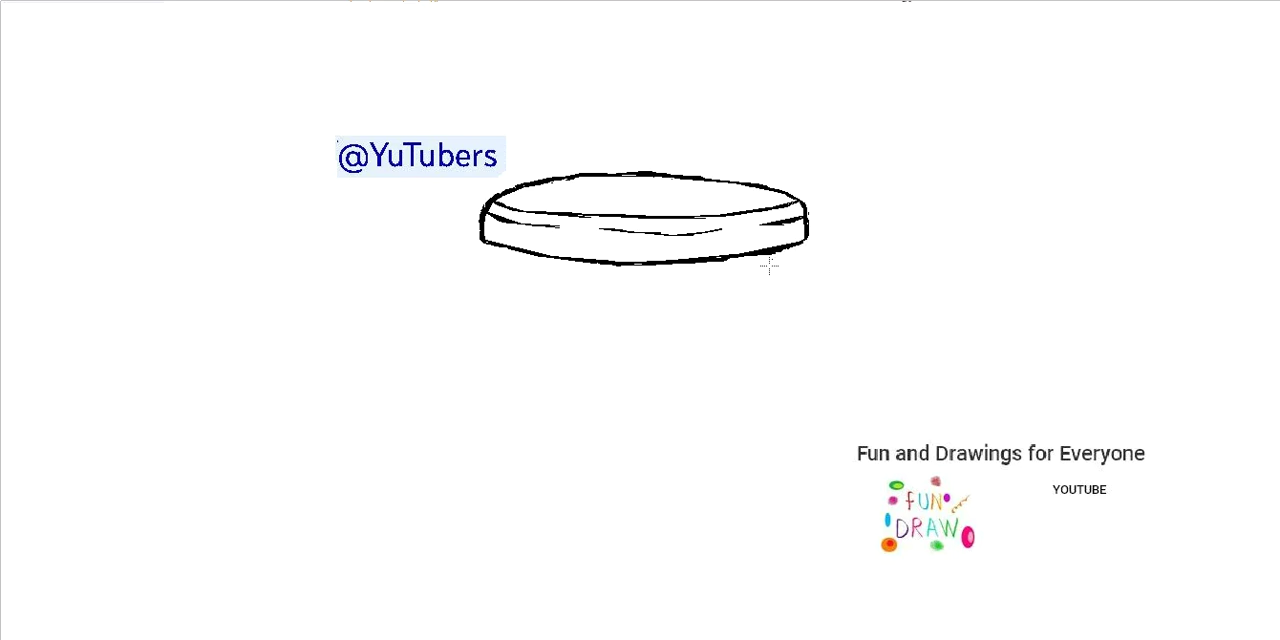 @YuTubers
Fun and Drawings for Everyone
YOUTUBE
FUN
DRAW